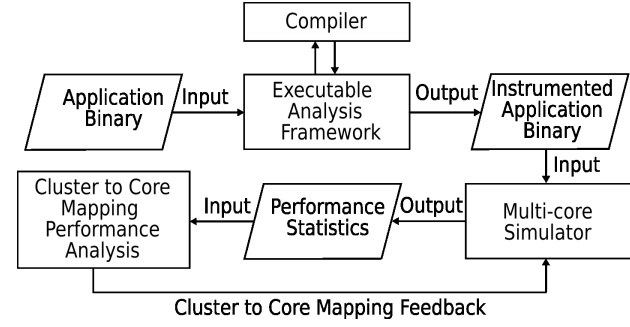 Compiler
Application
Binary
Input
Executable
Analysis
Framework
Output
Instrumented
Application
Binary
Input
Cluster to Core
Mapping
Performance
Analysis
Input
Performance
Statistics
Output
Multi-core
Simulator
Cluster to Core Mapping Feedback